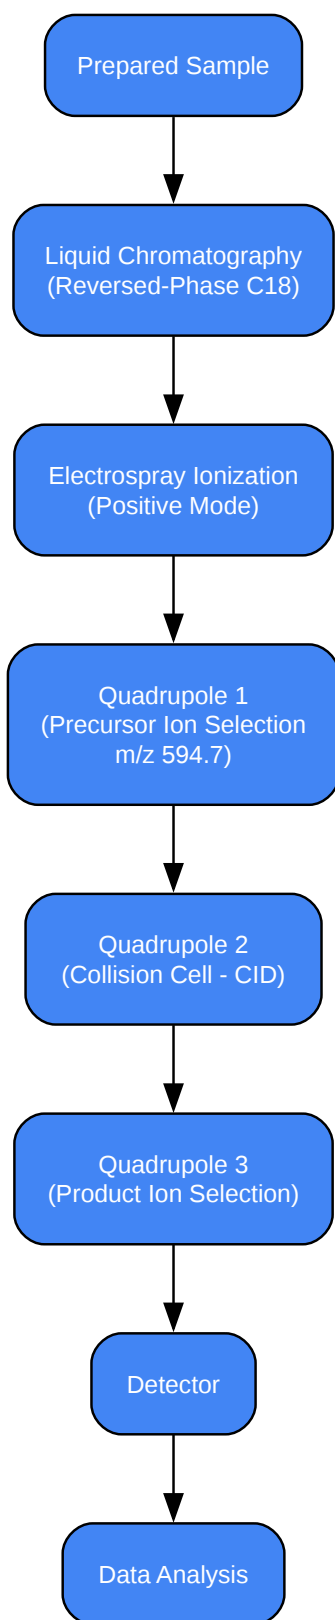 Prepared Sample
Liquid Chromatography
(Reversed-Phase C18)
Electrospray Ionization
(Positive Mode)
Quadrupole 1
(Precursor Ion Selection
m/z 594.7)
Quadrupole 2
(Collision Cell - CID)
Quadrupole 3
(Product Ion Selection)
Detector
Data Analysis